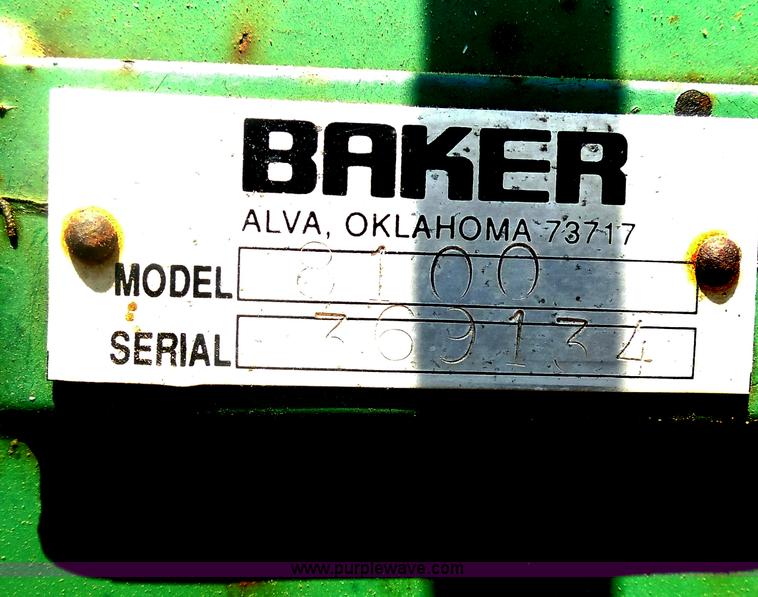 BAKER
ALVA, OKLAHOMA 73717
MODEL 8100
SERIAL 369134
www.purplewave.com